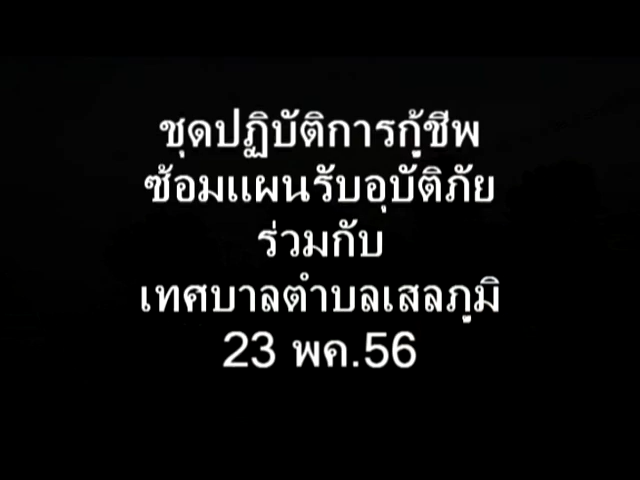 ชุดปฏิบัติการกู้ชีพ
ซ้อมแผนรับอุบัติภัย
ร่วมกับ
เทศบาลตำบลเสลภูมิ
23 พค.56